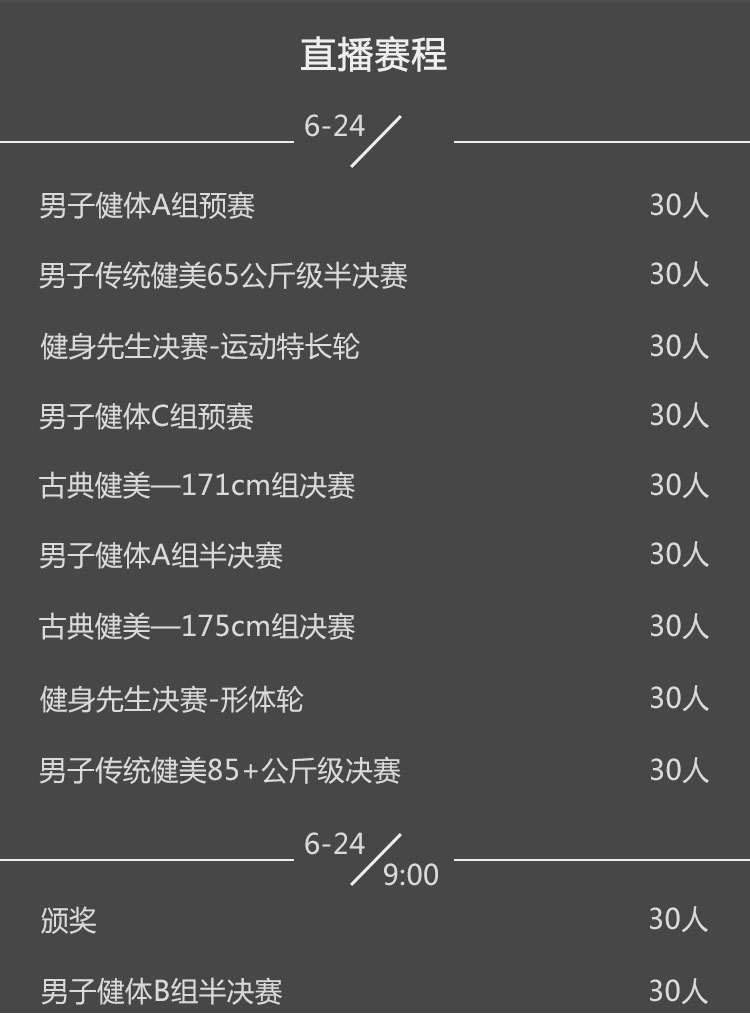 直播赛程
6-24
男子健体A组预赛 30人
男子传统健美65公斤级半决赛 30人
健身先生决赛-运动特长轮 30人
男子健体C组预赛 30人
古典健美—171cm组决赛 30人
男子健体A组半决赛 30人
古典健美—175cm组决赛 30人
健身先生决赛-形体轮 30人
男子传统健美85+公斤级决赛 30人
6-24
9:00
颁奖 30人
男子健体B组半决赛 30人